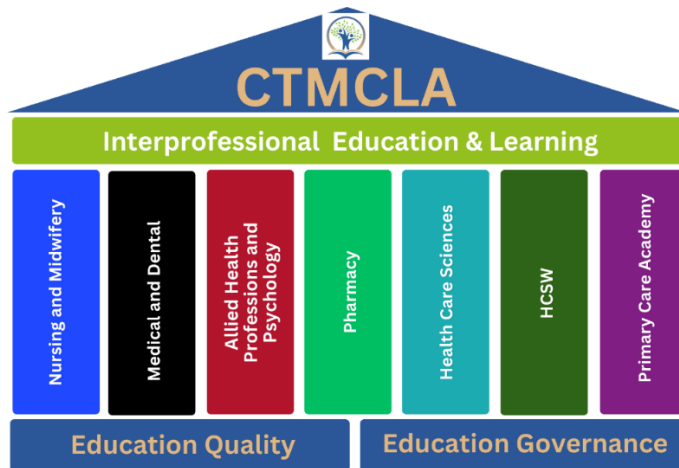 CTMCLA
Interprofessional Education & Learning
Nursing and Midwifery
Medical and Dental
Allied Health
Professions and
Psychology
Pharmacy
Health Care Sciences
HCSW
Primary Care Academy
Education Quality
Education Governance